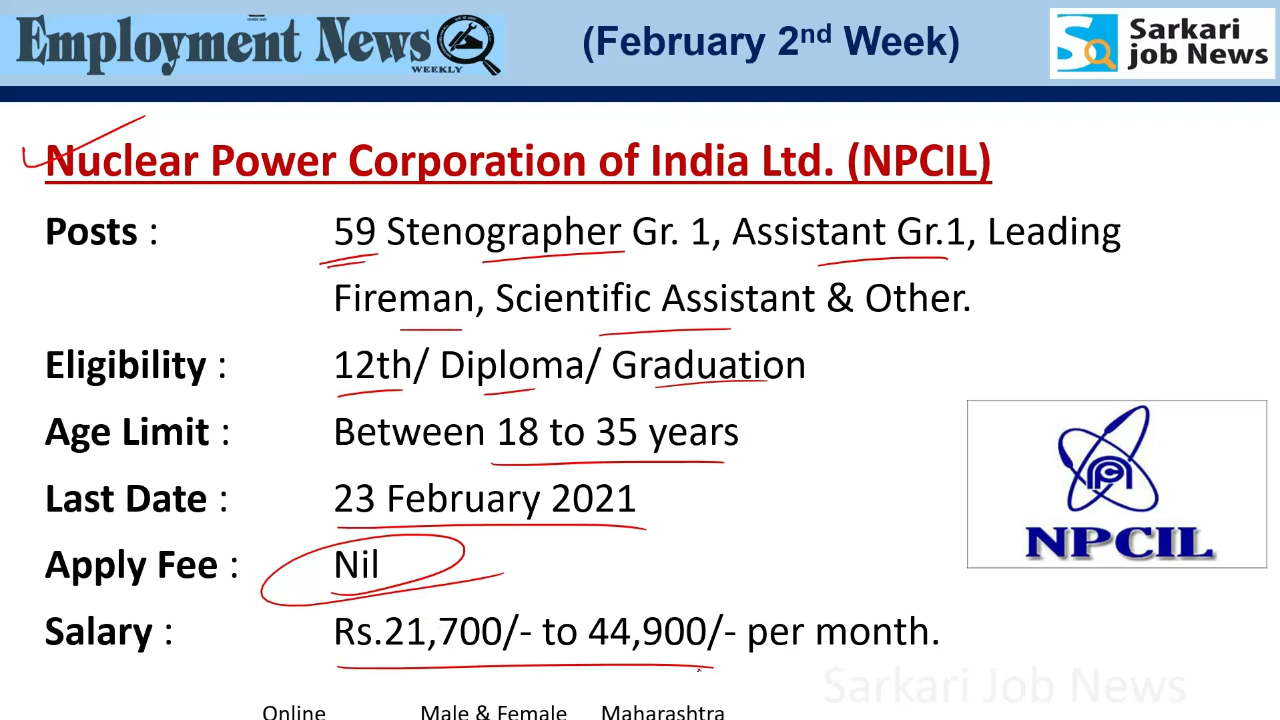 Employment News
WEEKLY
(February 2nd Week)
Sarkari
Job News
Nuclear Power Corporation of India Ltd. (NPCIL)
Posts : 59 Stenographer Gr. 1, Assistant Gr.1, Leading
Fireman, Scientific Assistant & Other.
Eligibility : 12th/ Diploma/ Graduation
Age Limit : Between 18 to 35 years
Last Date : 23 February 2021
Apply Fee : Nil
Salary : Rs.21,700/- to 44,900/- per month.
NPCIL
Sarkari Job News
Online Male & Female Maharashtra